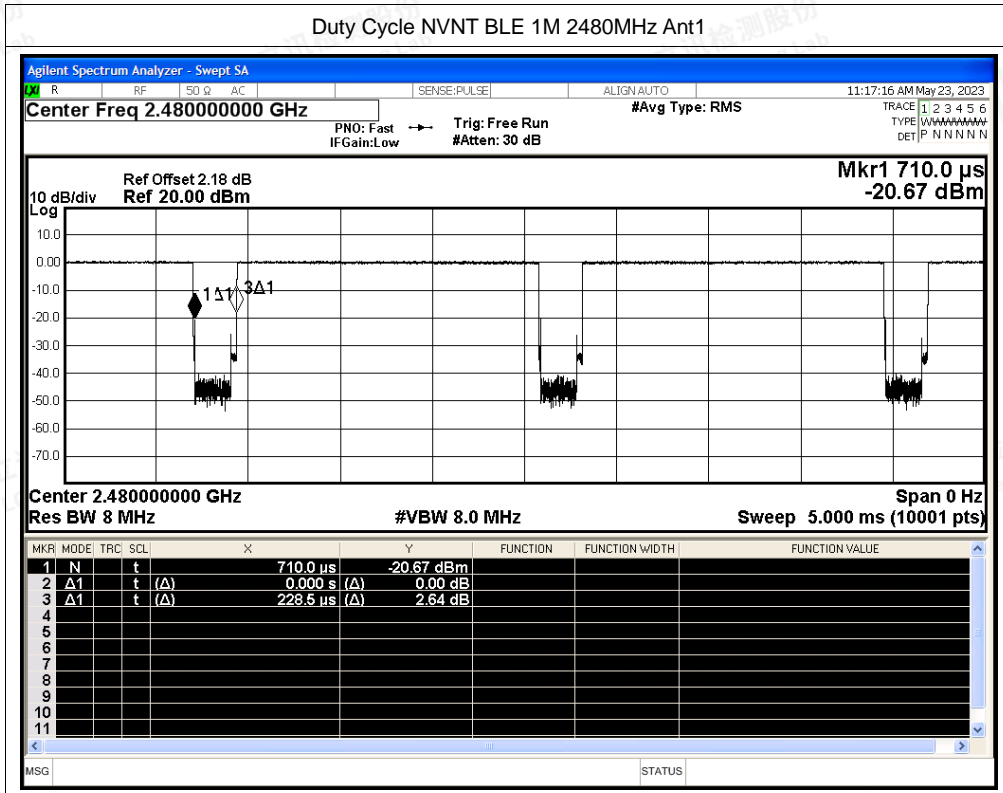 Duty Cycle NVNT BLE 1M 2480MHz Ant1
Agilent Spectrum Analyzer - Swept SA
LXI R RF 50 Ω AC SENSE:PULSE ALIGN AUTO 11:17:16 AM May 23, 2023
Center Freq 2.480000000 GHz #Avg Type: RMS TRACE 1 2 3 4 5 6
PNO: Fast Trig: Free Run TYPE WWWWWW
IFGain:Low #Atten: 30 dB DET P N N N N N
Mkr1 710.0 µs
Ref Offset 2.18 dB
10 dB/div Ref 20.00 dBm -20.67 dBm
Log
10.0
0.00
-10.0
1Δ1 3Δ1
-20.0
-30.0
-40.0
-50.0
-60.0
-70.0
Center 2.480000000 GHz Span 0 Hz
Res BW 8 MHz #VBW 8.0 MHz Sweep 5.000 ms (10001 pts)
MKR MODE TRC SCL X Y FUNCTION FUNCTION WIDTH FUNCTION VALUE
1 N t 710.0 µs -20.67 dBm
2 Δ1 t (Δ) 0.000 s (Δ) 0.00 dB
3 Δ1 t (Δ) 228.5 µs (Δ) 2.64 dB
4
5
6
7
8
9
10
11
MSG STATUS